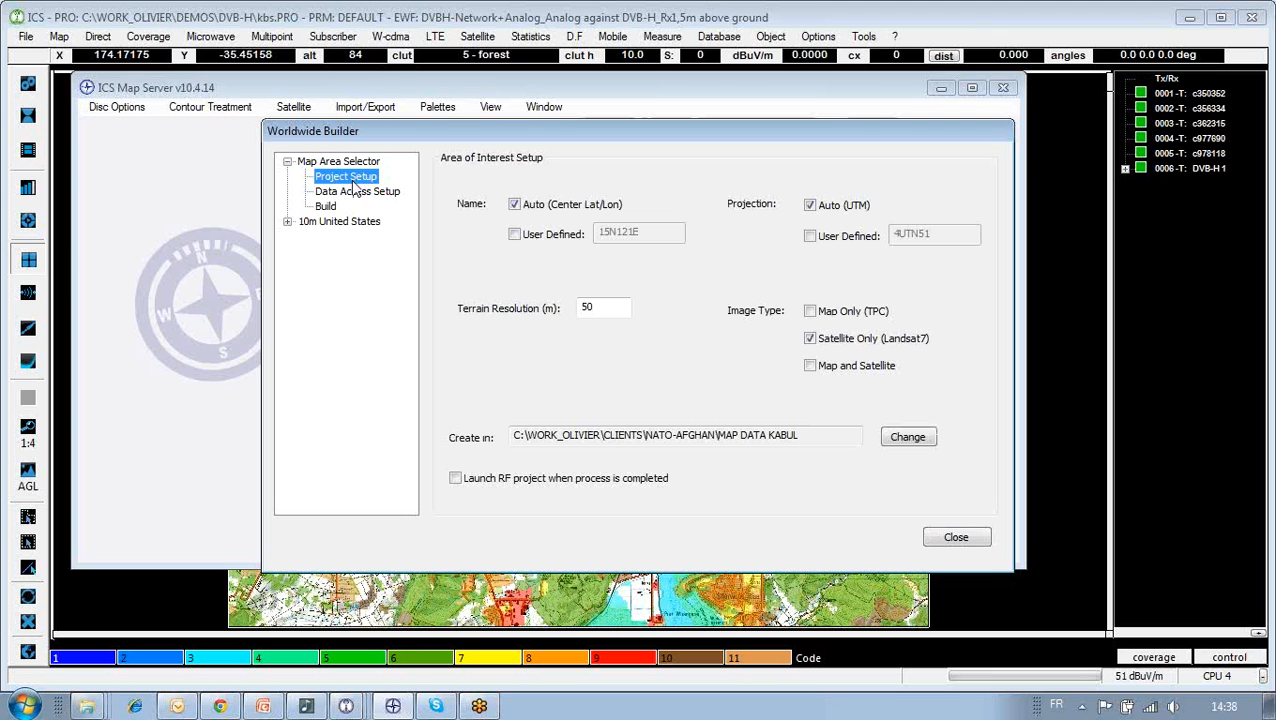 ICS - PRO: C:\WORK_OLIVIER\DEMOS\DVB-H\kbs.PRO - PRM: DEFAULT - EWF: DVBH-Network+Analog_Analog against DVB-H_Rx1,5m above ground
File Map Direct Coverage Microwave Multipoint Subscriber W-cdma LTE Satellite Statistics D.F Mobile Measure Database Object Options Tools ?
X 174.17175 Y -35.45158 alt 84 clut 5 - forest clut h 10.0 S: 0 dBuV/m 0.0000 cx 0 dist 0.000 angles 0.0 0.0 0.0 deg
ICS Map Server v10.4.14
Disc Options Contour Treatment Satellite Import/Export Palettes View Window
Worldwide Builder
Map Area Selector
Project Setup
Data Access Setup
Build
10m United States
Area of Interest Setup
Name: Auto (Center Lat/Lon)
User Defined: 15N121E
Projection: Auto (UTM)
User Defined: 4UTN51
Terrain Resolution (m): 50
Image Type: Map Only (TPC)
Satellite Only (Landsat7)
Map and Satellite
Create in: C:\WORK_OLIVIER\CLIENTS\NATO-AFGHAN\MAP DATA KABUL
Change
Launch RF project when process is completed
Close
Tx/Rx
0001 -T: c350352
0002 -T: c356334
0003 -T: c362315
0004 -T: c977690
0005 -T: c978118
0006 -T: DVB-H 1
1:4
AGL
1 2 3 4 5 6 7 8 9 10 11 Code
coverage control
51 dBuV/m CPU 4
FR 14:38